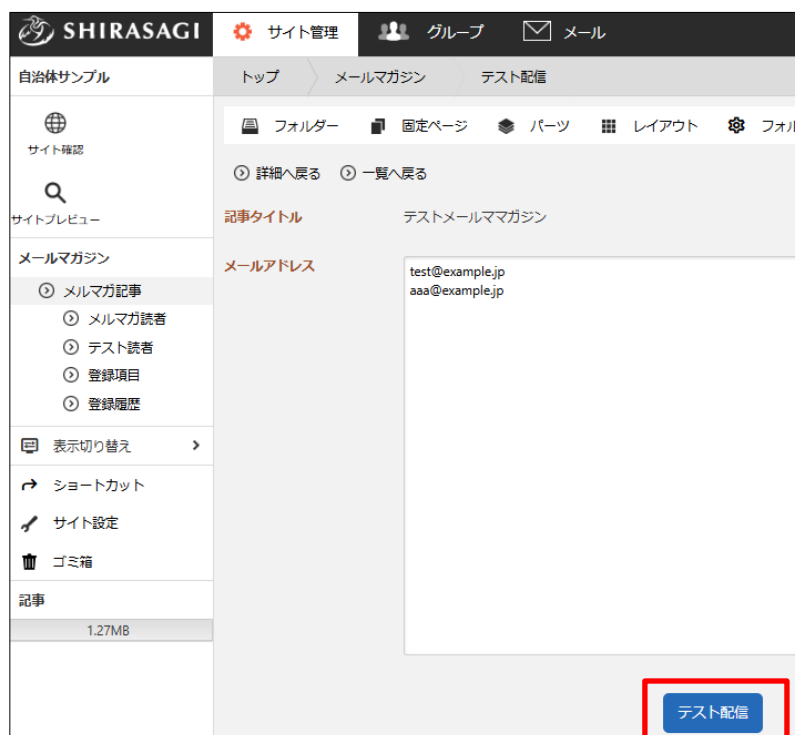 SHIRASAGI
サイト管理
グループ
メール
自治体サンプル
トップ
メールマガジン
テスト配信
サイト確認
サイトプレビュー
フォルダー
固定ページ
パーツ
レイアウト
フォル
詳細へ戻る
一覧へ戻る
記事タイトル
テストメールママガジン
メールアドレス
test@example.jp
aaa@example.jp
メールマガジン
メルマガ記事
メルマガ読者
テスト読者
登録項目
登録履歴
表示切り替え
ショートカット
サイト設定
ゴミ箱
記事
1.27MB
テスト配信